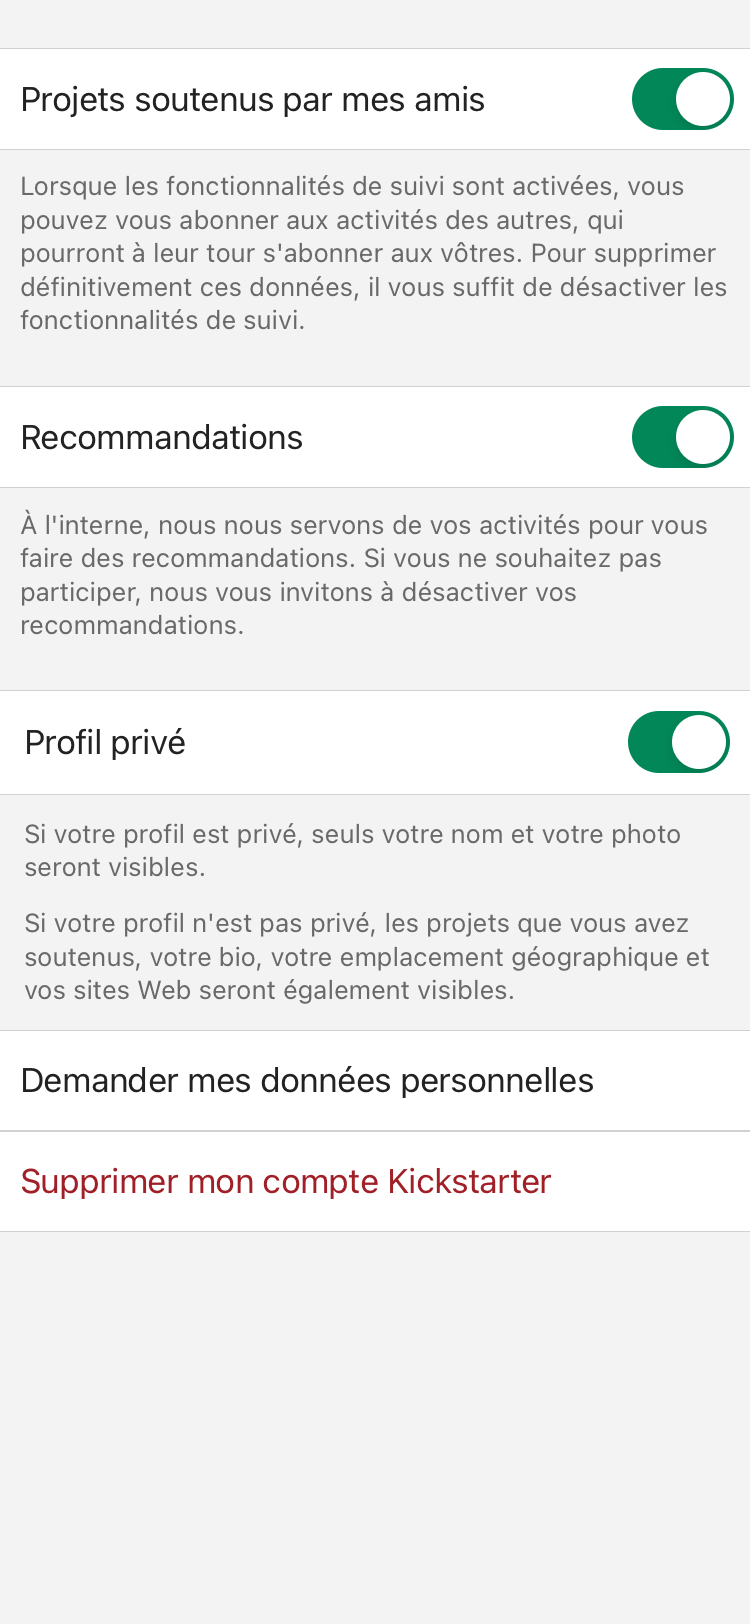 Projets soutenus par mes amis
Lorsque les fonctionnalités de suivi sont activées, vous
pouvez vous abonner aux activités des autres, qui
pourront à leur tour s'abonner aux vôtres. Pour supprimer
définitivement ces données, il vous suffit de désactiver les
fonctionnalités de suivi.
Recommandations
À l'interne, nous nous servons de vos activités pour vous
faire des recommandations. Si vous ne souhaitez pas
participer, nous vous invitons à désactiver vos
recommandations.
Profil privé
Si votre profil est privé, seuls votre nom et votre photo
seront visibles.
Si votre profil n'est pas privé, les projets que vous avez
soutenus, votre bio, votre emplacement géographique et
vos sites Web seront également visibles.
Demander mes données personnelles
Supprimer mon compte Kickstarter